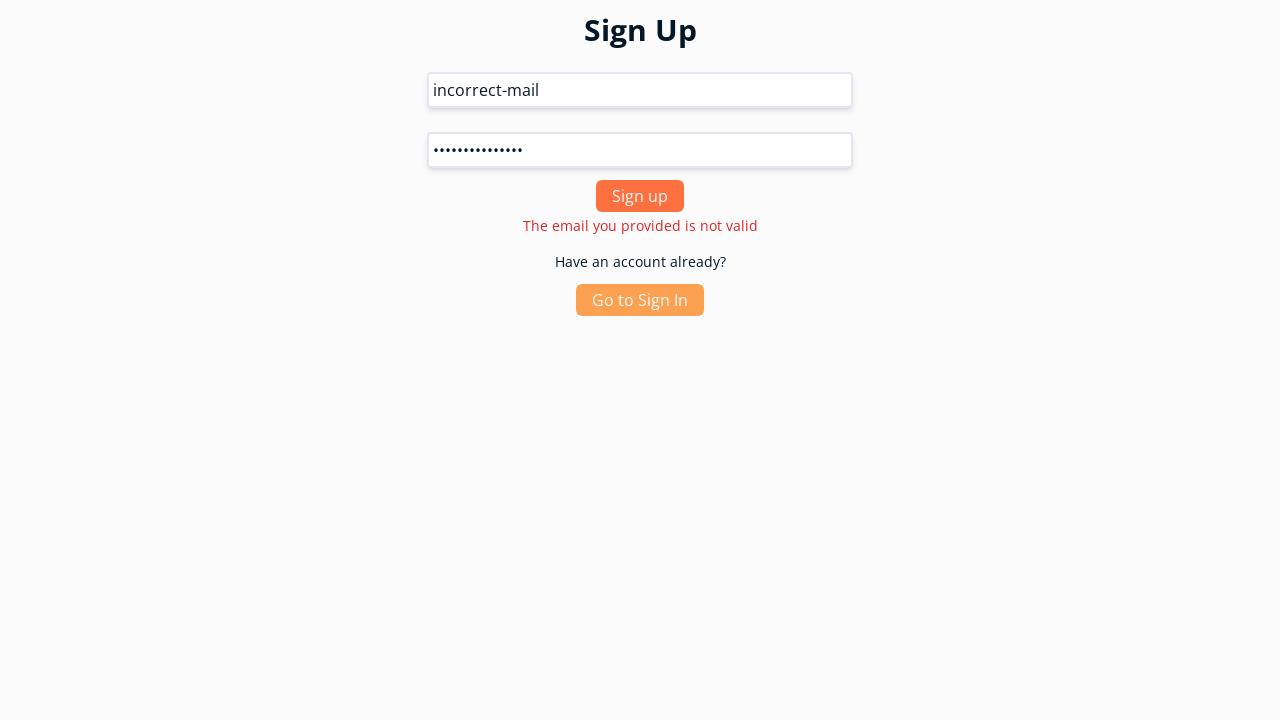 Sign Up
incorrect-mail
•••••••••••••••
Sign up
The email you provided is not valid
Have an account already?
Go to Sign In